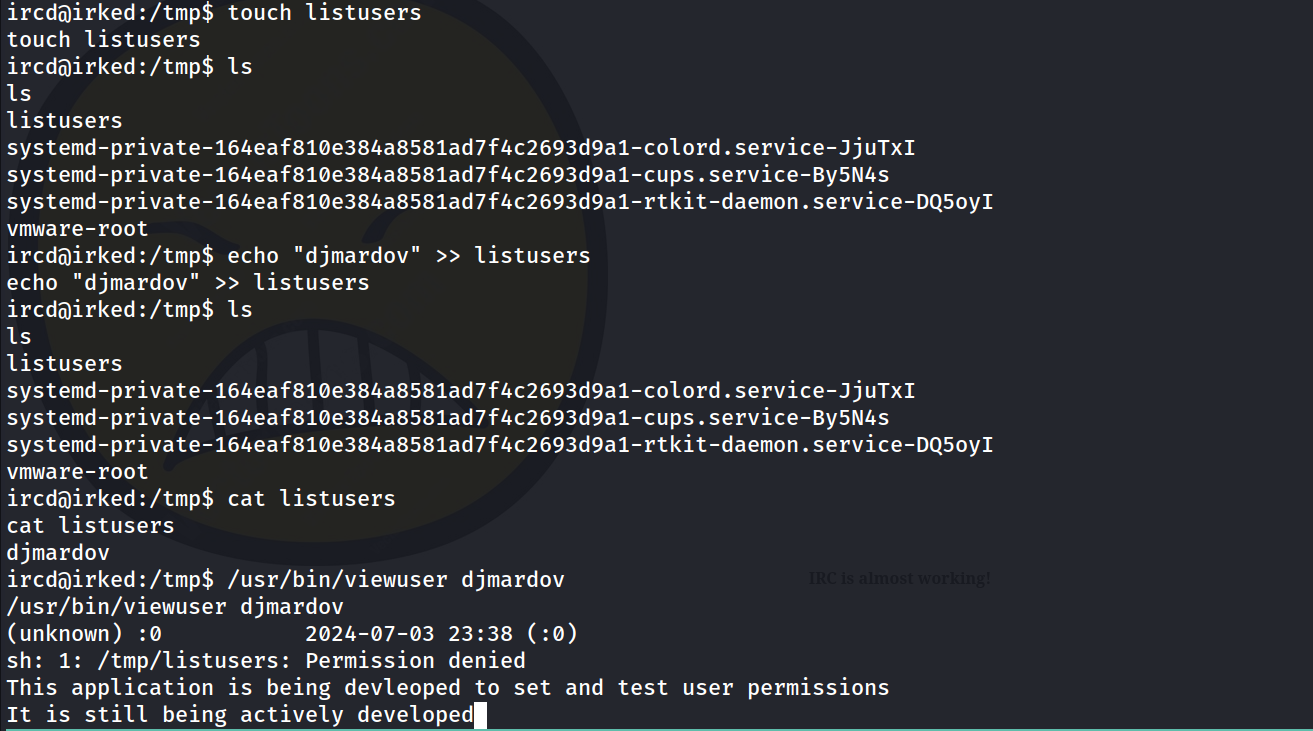 ircd@irked:/tmp$ touch listusers
touch listusers
ircd@irked:/tmp$ ls
ls
listusers
systemd-private-164eaf810e384a8581ad7f4c2693d9a1-colord.service-JjuTxI
systemd-private-164eaf810e384a8581ad7f4c2693d9a1-cups.service-By5N4s
systemd-private-164eaf810e384a8581ad7f4c2693d9a1-rtkit-daemon.service-DQ5oyI
vmware-root
ircd@irked:/tmp$ echo "djmardov" >> listusers
echo "djmardov" >> listusers
ircd@irked:/tmp$ ls
ls
listusers
systemd-private-164eaf810e384a8581ad7f4c2693d9a1-colord.service-JjuTxI
systemd-private-164eaf810e384a8581ad7f4c2693d9a1-cups.service-By5N4s
systemd-private-164eaf810e384a8581ad7f4c2693d9a1-rtkit-daemon.service-DQ5oyI
vmware-root
ircd@irked:/tmp$ cat listusers
cat listusers
djmardov
ircd@irked:/tmp$ /usr/bin/viewuser djmardov
IRC is almost working!
/usr/bin/viewuser djmardov
(unknown) :0           2024-07-03 23:38 (:0)
sh: 1: /tmp/listusers: Permission denied
This application is being devleoped to set and test user permissions
It is still being actively developed